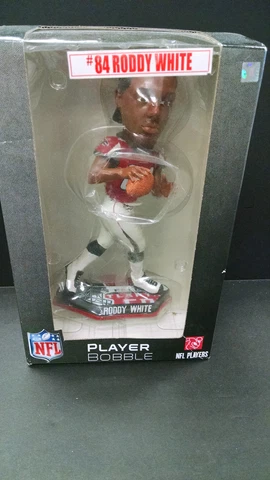 #84 RODDY WHITE
RODDY WHITE
NFL
PLAYER
BOBBLE
NFL PLAYERS